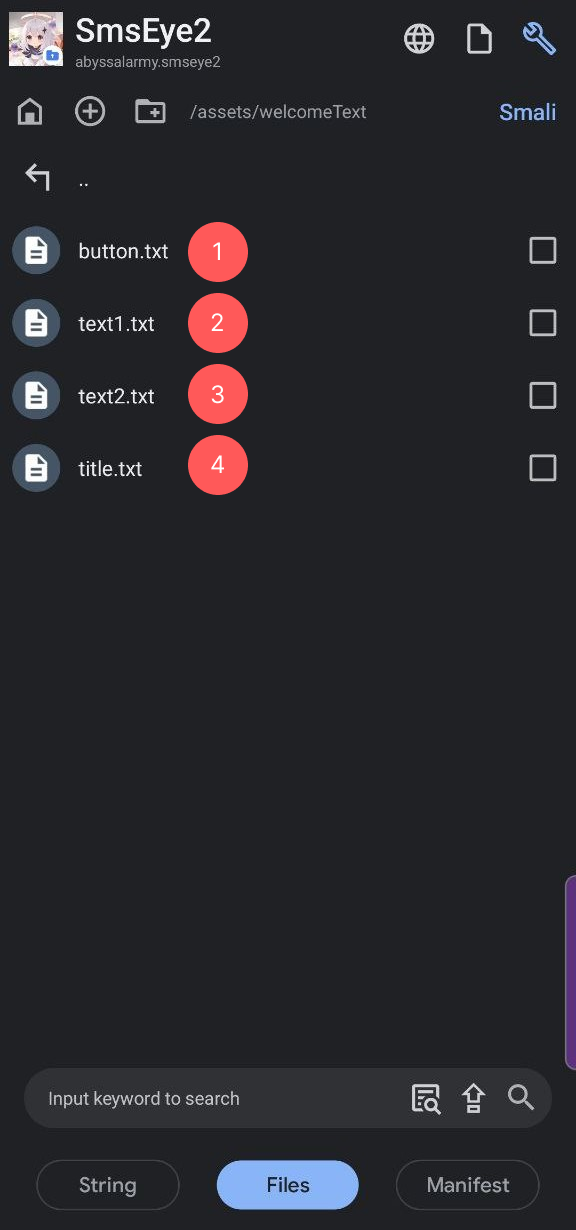 SmsEye2
abyssalarmy.smseye2
/assets/welcomeText Smali
..
button.txt 1
text1.txt 2
text2.txt 3
title.txt 4
Input keyword to search
String Files Manifest